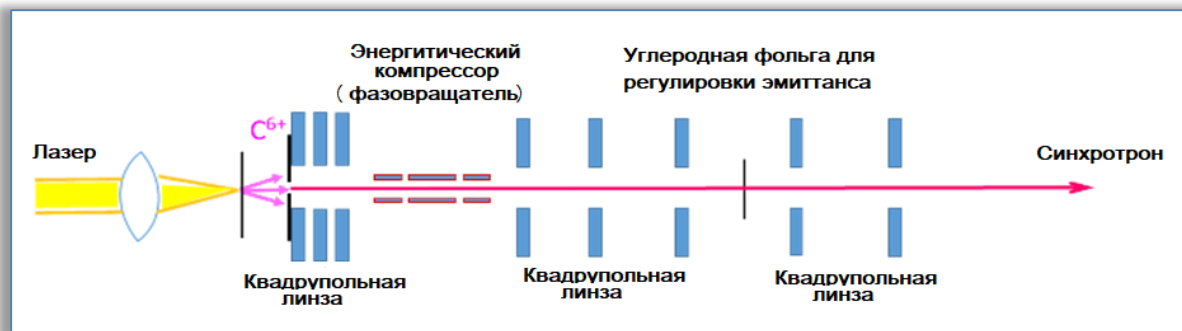 Энергитический
компрессор
( фазовращатель)
Углеродная фольга для
регулировки эмиттанса
C⁶⁺
Лазер
Синхротрон
Квадрупольная
линза
Квадрупольная
линза
Квадрупольная
линза